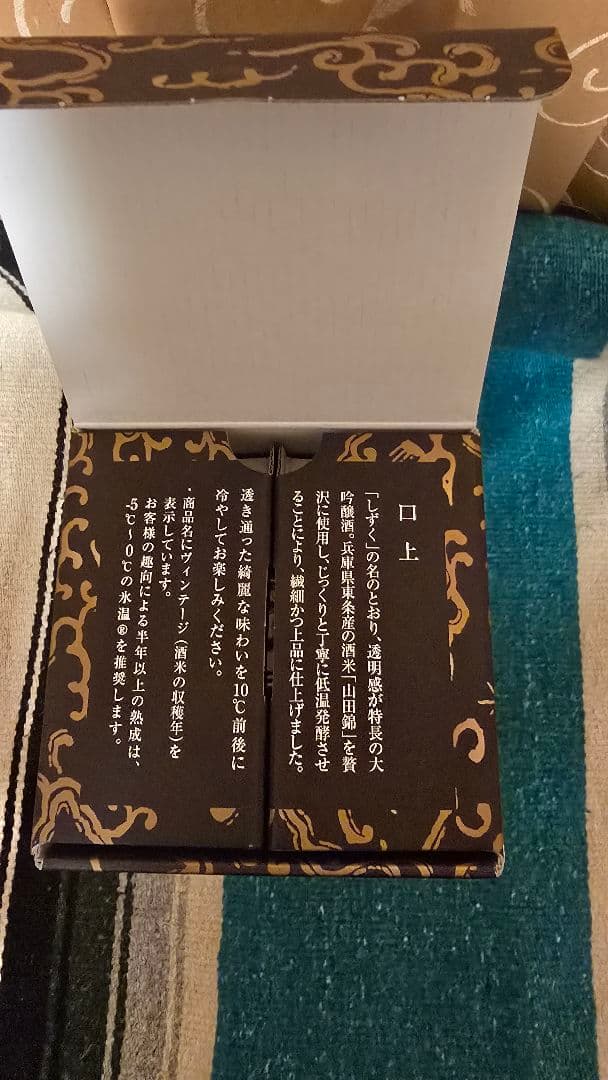 口上
「しずく」の名のとおり、透明感が特長の大
吟醸酒。兵庫県東条産の酒米「山田錦」を贅
沢に使用し、じっくりと丁寧に低温発酵させ
ることにより、繊細かつ上品に仕上げました。
透き通った綺麗な味わいを10℃前後に
冷やしてお楽しみください。
・商品名にヴィンテージ（酒米の収穫年）を
表示しています。
お客様の趣向による半年以上の熟成は、
-5℃〜0℃の氷温®を推奨します。